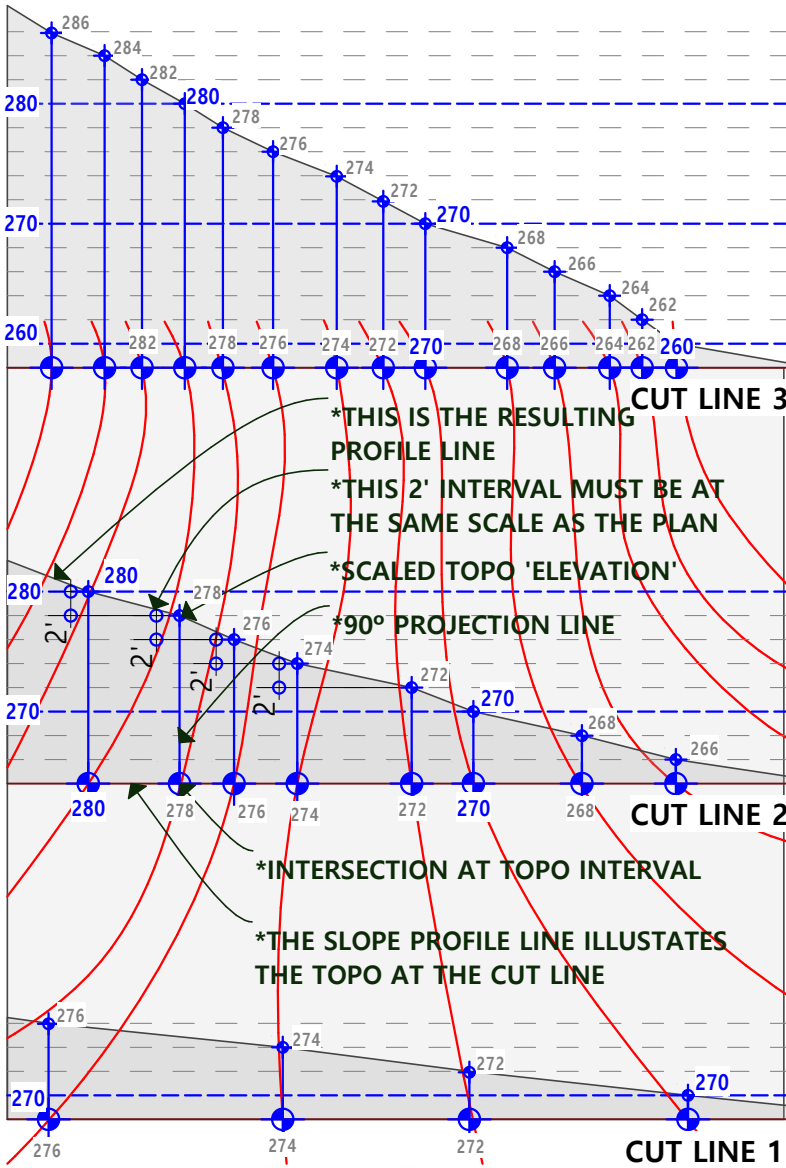 286
284
282
280 280
278
276
274
272
270 270
268
266
264
262
260 282 278 276 274 272 270 268 266 264 262 260
CUT LINE 3
*THIS IS THE RESULTING
PROFILE LINE
*THIS 2' INTERVAL MUST BE AT
THE SAME SCALE AS THE PLAN
*SCALED TOPO 'ELEVATION'
280 280
278
*90º PROJECTION LINE
276
274
2'
2'
2'
2'
272
270 270
268
266
280 278 276 274 272 270 268
CUT LINE 2
*INTERSECTION AT TOPO INTERVAL
*THE SLOPE PROFILE LINE ILLUSTATES
THE TOPO AT THE CUT LINE
276
274
272
270 270
276 274 272
CUT LINE 1